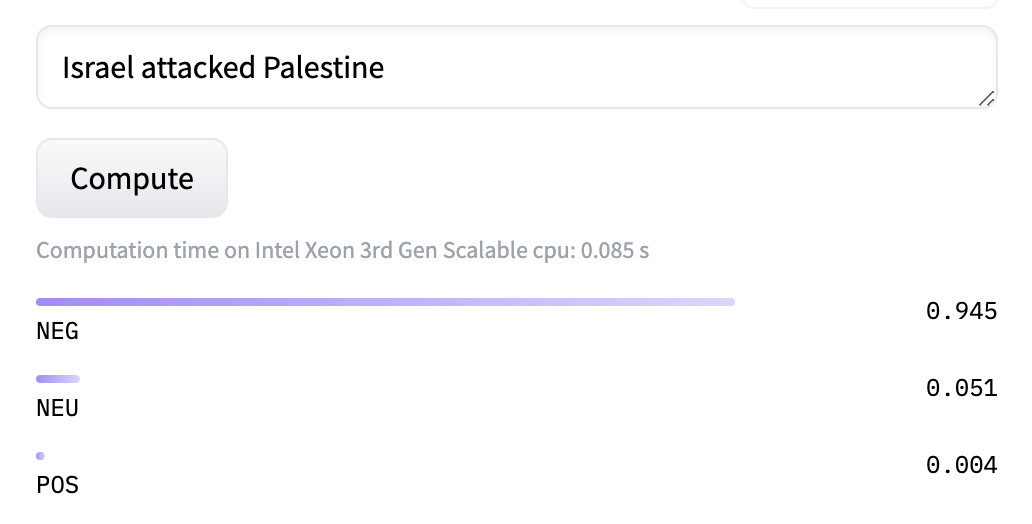 Israel attacked Palestine
Compute
Computation time on Intel Xeon 3rd Gen Scalable cpu: 0.085 s
0.945
NEG
0.051
NEU
0.004
POS